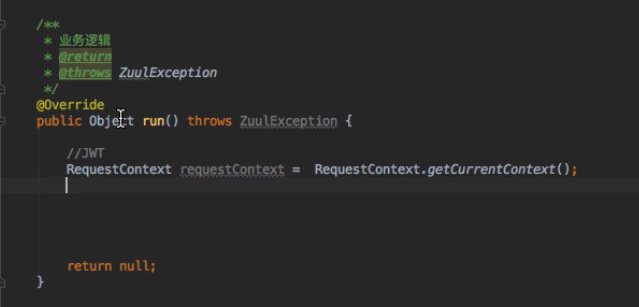 /**
 * 业务逻辑
 * @return
 * @throws ZuulException
 */
@Override
public Object run() throws ZuulException {
//JWT
RequestContext requestContext =  RequestContext.getCurrentContext();
return null;
}